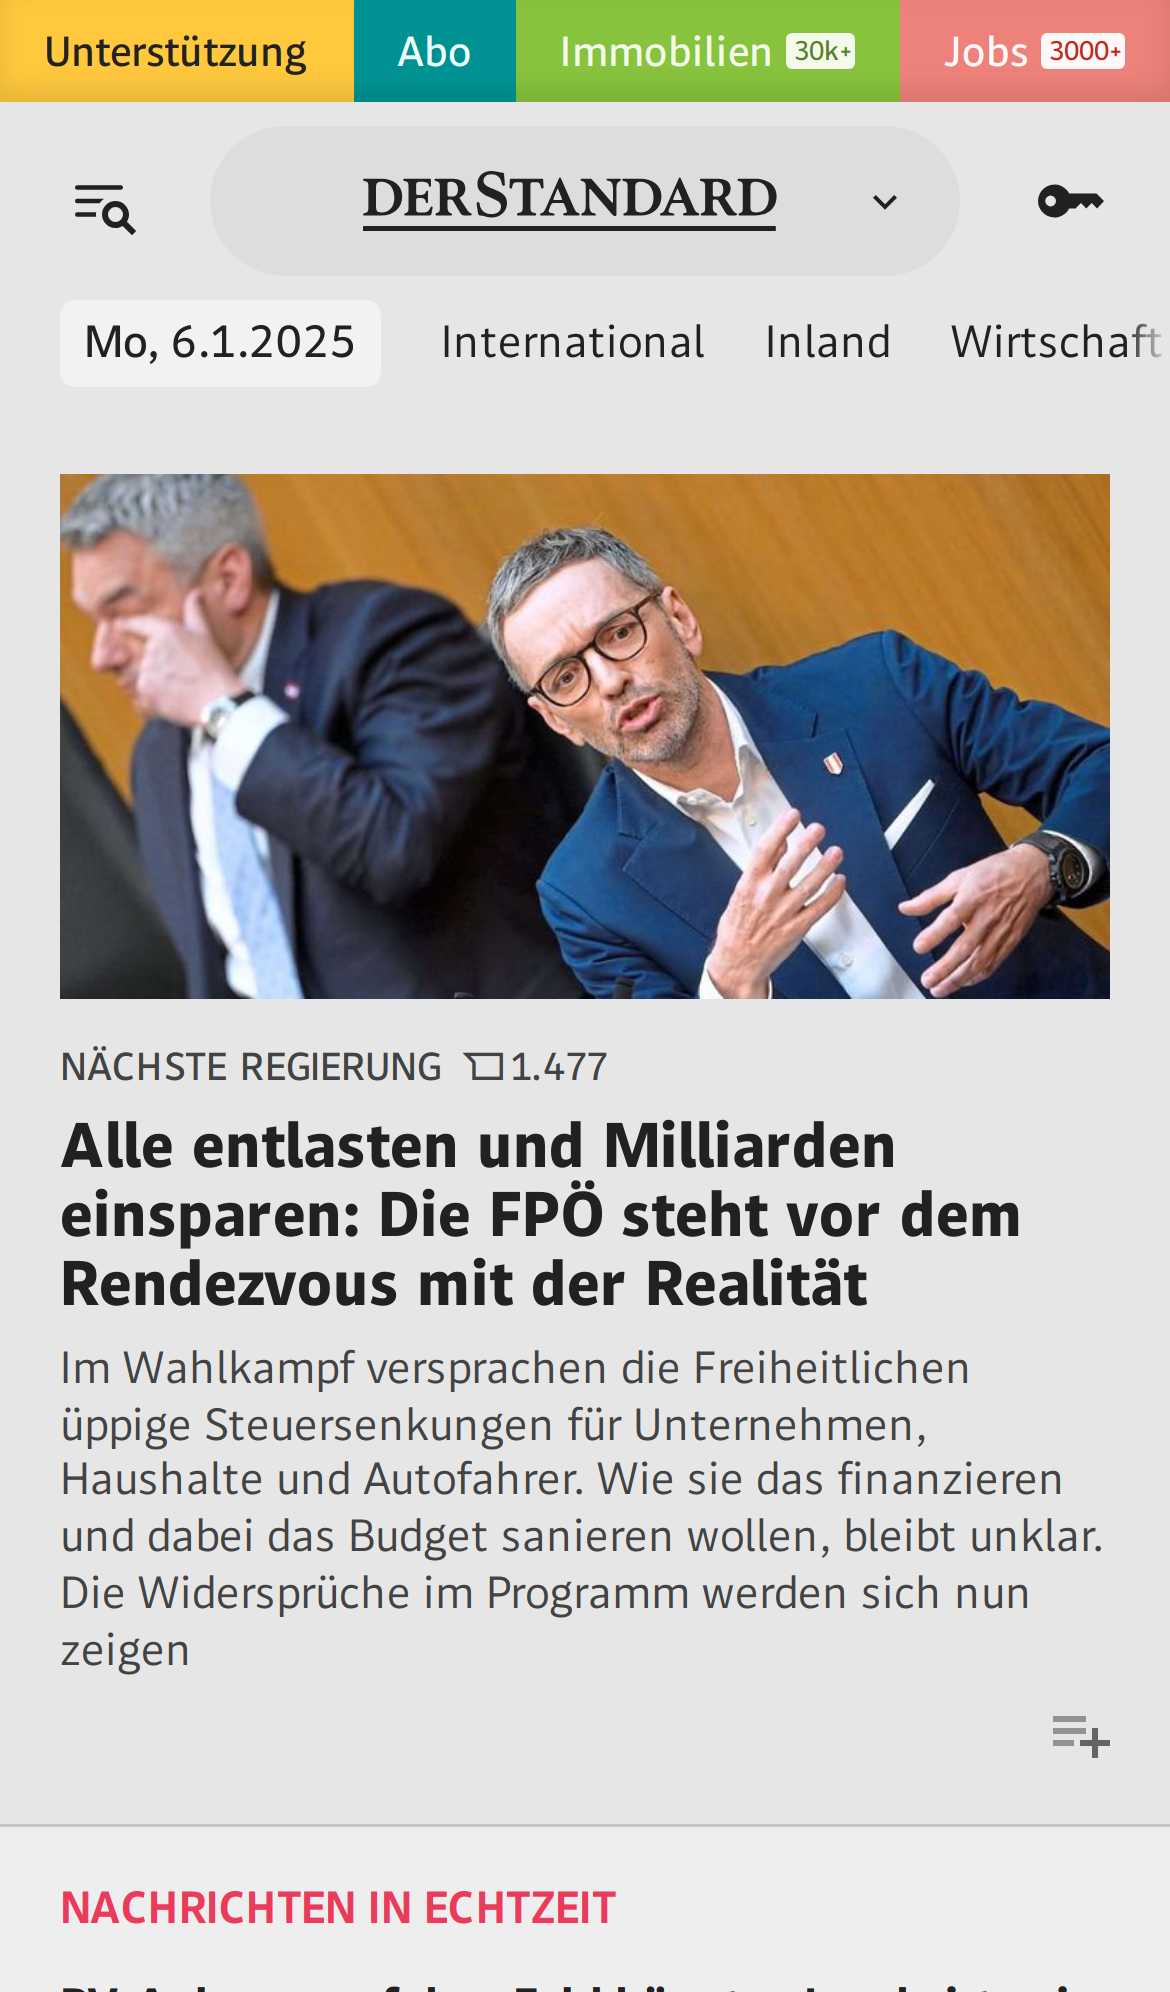 Unterstützung Abo Immobilien 30k+ Jobs 3000+
DERSTANDARD
Mo, 6.1.2025 International Inland Wirtschaft
NÄCHSTE REGIERUNG 1.477
Alle entlasten und Milliarden
einsparen: Die FPÖ steht vor dem
Rendezvous mit der Realität
Im Wahlkampf versprachen die Freiheitlichen
üppige Steuersenkungen für Unternehmen,
Haushalte und Autofahrer. Wie sie das finanzieren
und dabei das Budget sanieren wollen, bleibt unklar.
Die Widersprüche im Programm werden sich nun
zeigen
NACHRICHTEN IN ECHTZEIT